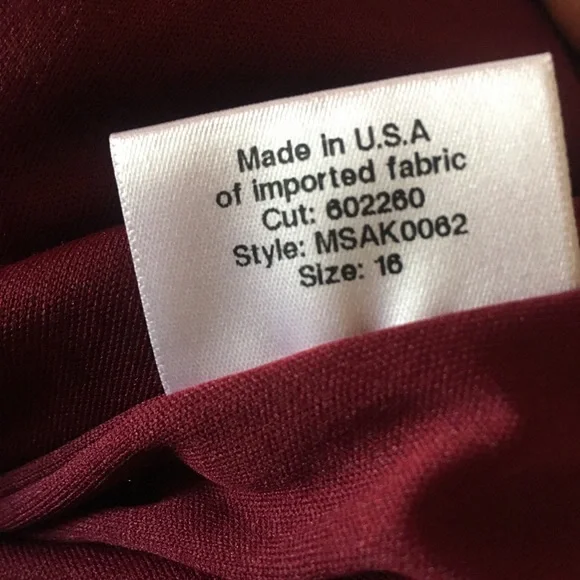 Made in U.S.A
of imported fabric
Cut: 602260
Style: MSAK0062
Size: 16